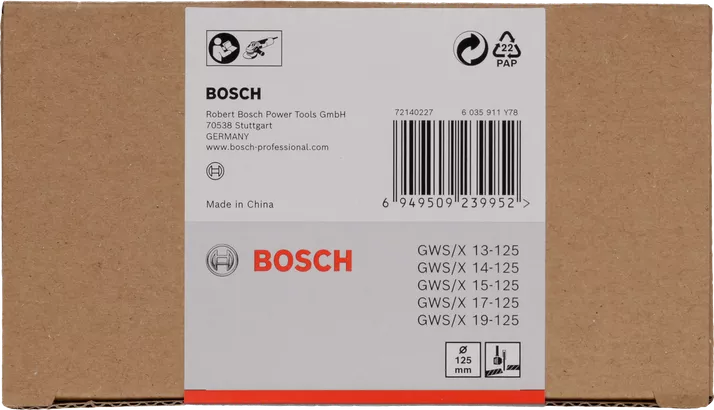 BOSCH
Robert Bosch Power Tools GmbH
70538 Stuttgart
GERMANY
www.bosch-professional.com
Made in China
22
PAP
72140227 6 035 911 Y78
6 949509 239952 >
BOSCH
GWS/X 13-125
GWS/X 14-125
GWS/X 15-125
GWS/X 17-125
GWS/X 19-125
Ø
125
mm